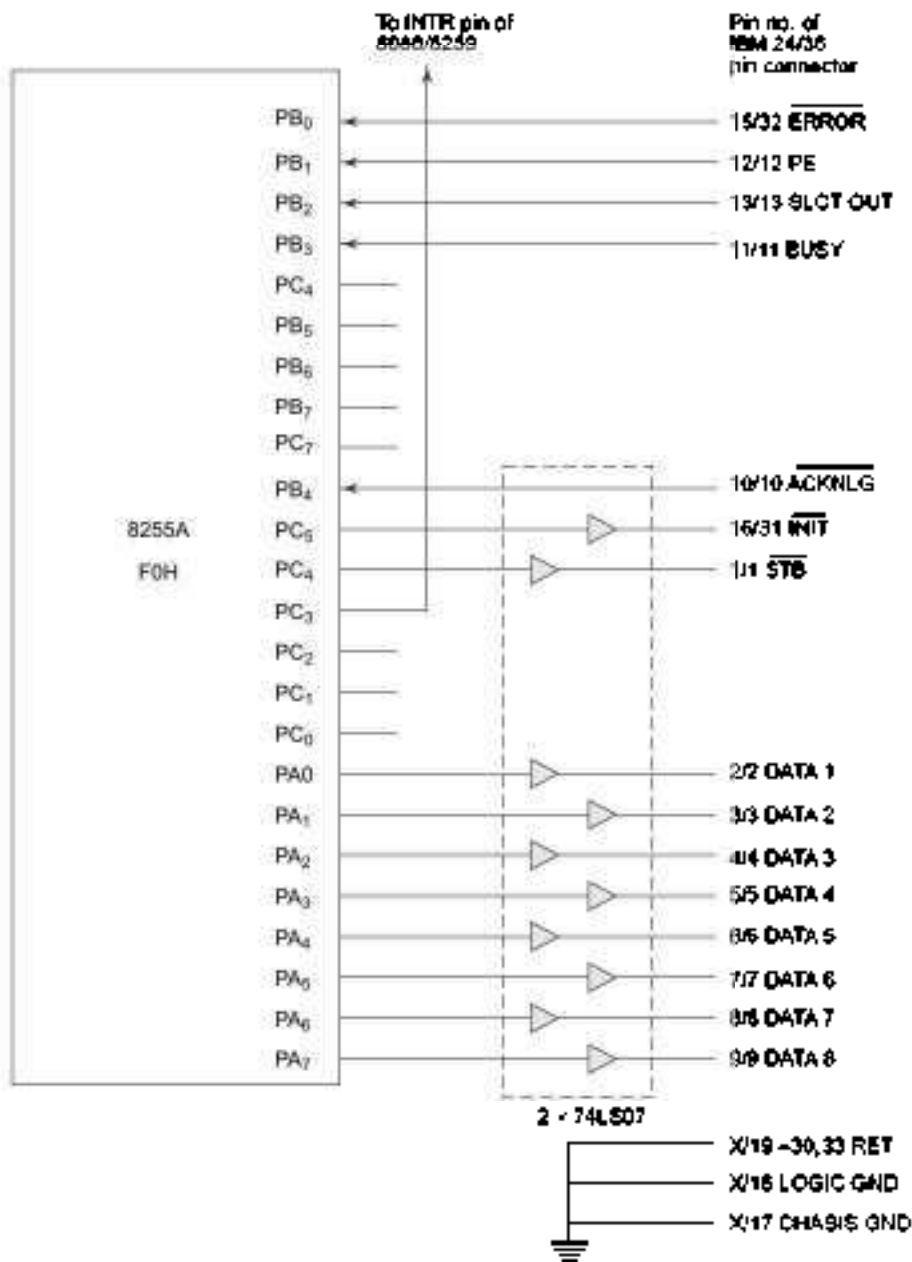 To INTR pin of
8086/8259
Pin no. of
IBM 24/36
pin connector
PB₀
15/32 E̅R̅R̅O̅R̅
PB₁
12/12 PE
PB₂
13/13 SLCT OUT
PB₃
11/11 BUSY
PC₄
PB₅
PB₆
PB₇
PC₇
PB₄
10/10 A̅C̅K̅N̅L̅G̅
8255A
PC₅
16/31 I̅N̅I̅T̅
F0H
PC₄
1/1 S̅T̅B̅
PC₃
PC₂
PC₁
PC₀
PA0
2/2 DATA 1
PA₁
3/3 DATA 2
PA₂
4/4 DATA 3
PA₃
5/5 DATA 4
PA₄
6/6 DATA 5
PA₅
7/7 DATA 6
PA₆
8/8 DATA 7
PA₇
9/9 DATA 8
2 × 74LS07
X/19 –30,33 RET
X/16 LOGIC GND
X/17 CHASIS GND